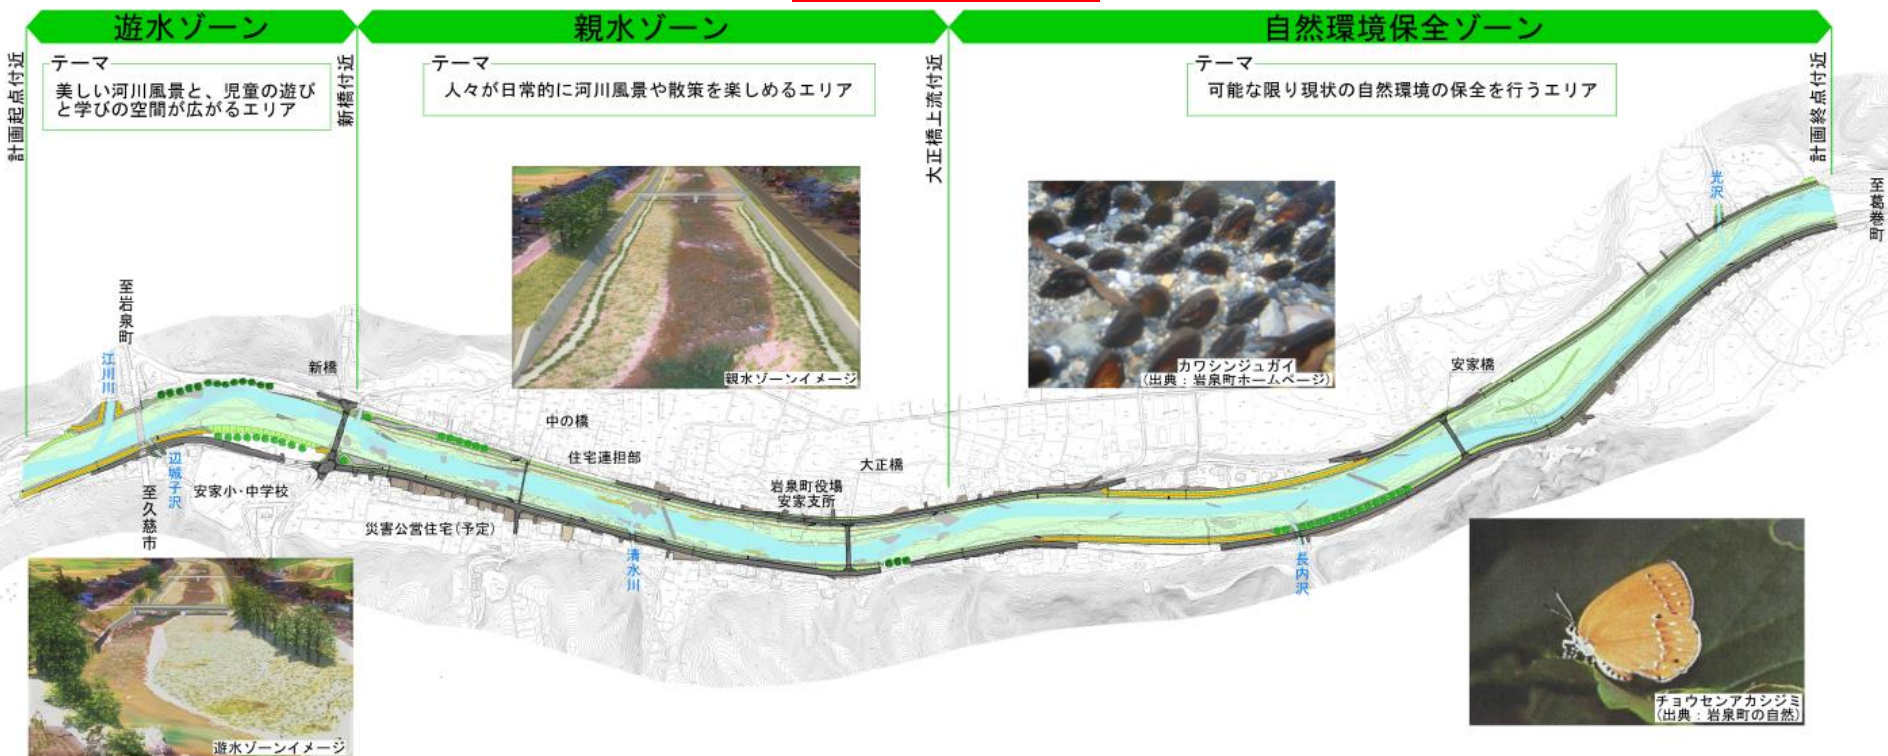 遊水ゾーン
親水ゾーン
自然環境保全ゾーン
計画起点付近
テーマ
美しい河川風景と、児童の遊び
と学びの空間が広がるエリア
新橋付近
テーマ
人々が日常的に河川風景や散策を楽しめるエリア
大正橋上流付近
テーマ
可能な限り現状の自然環境の保全を行うエリア
計画終点付近
至葛巻町
光沢
至岩泉町
江川川
新橋
親水ゾーンイメージ
カワシンジュガイ
(出典:岩泉町ホームページ)
安家橋
中の橋
住宅連担部
大正橋
岩泉町役場
安家支所
辺城子沢
至久慈市
安家小・中学校
災害公営住宅(予定)
清水川
長内沢
遊水ゾーンイメージ
チョウセンアカシジミ
(出典:岩泉町の自然)